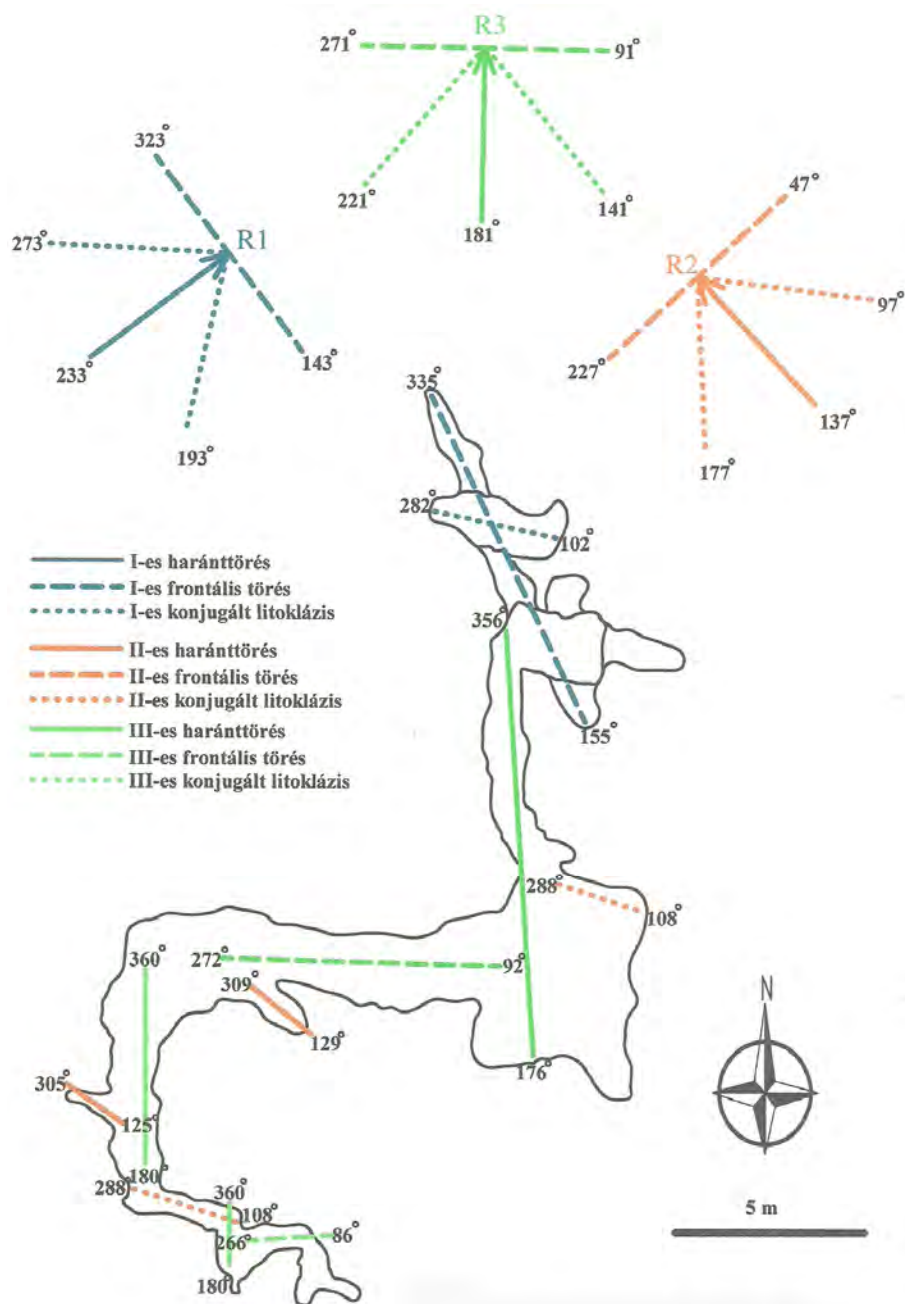 R3
271°
91°
323°
47°
221°
141°
273°
R1
181°
R2
97°
233°
143°
227°
335°
137°
193°
177°
282°
102°
I-es haránttörés
I-es frontális törés
I-es konjugált litoklázis
356°
II-es haránttörés
II-es frontális törés
II-es konjugált litoklázis
155°
III-es haránttörés
III-es frontális törés
III-es konjugált litoklázis
288°
108°
360°
272°
92°
309°
N
129°
176°
305°
125°
180°
288°
360°
108°
5 m
266°
86°
180°